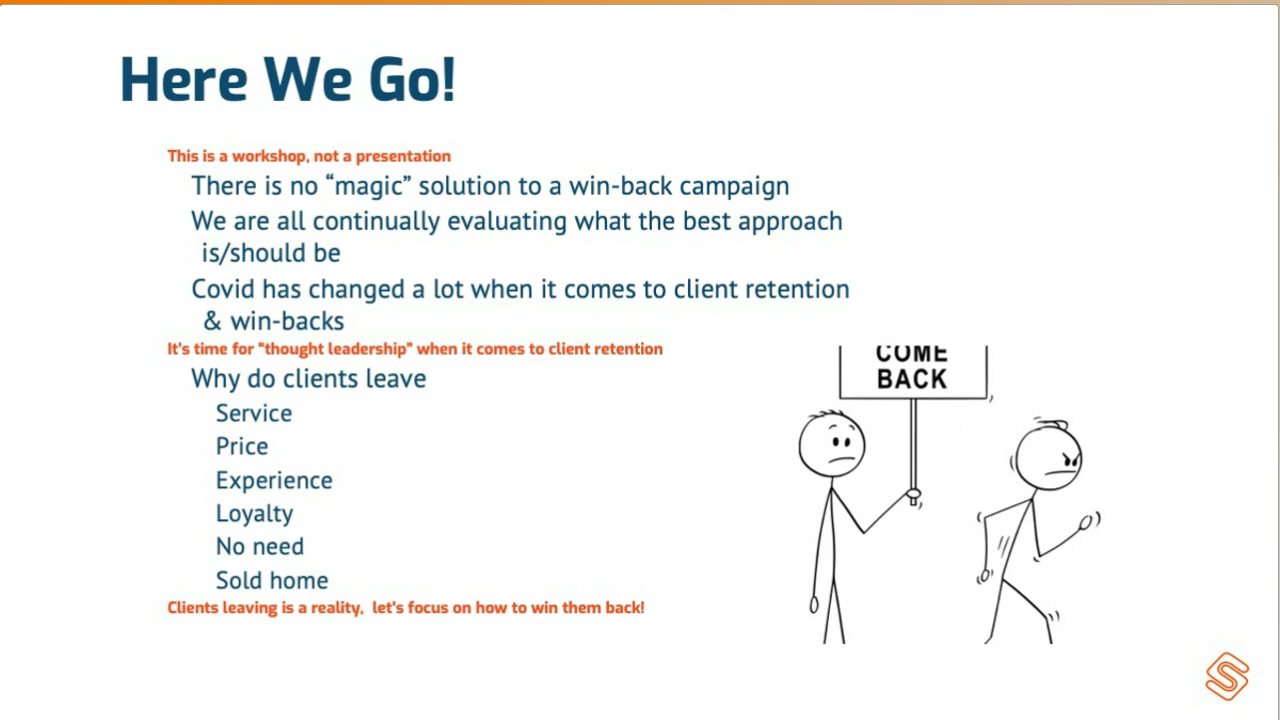 Here We Go!
This is a workshop, not a presentation
There is no “magic” solution to a win-back campaign
We are all continually evaluating what the best approach
is/should be
Covid has changed a lot when it comes to client retention
& win-backs
It's time for “thought leadership” when it comes to client retention
Why do clients leave
Service
Price
Experience
Loyalty
No need
Sold home
Clients leaving is a reality,  let's focus on how to win them back!
COME
BACK